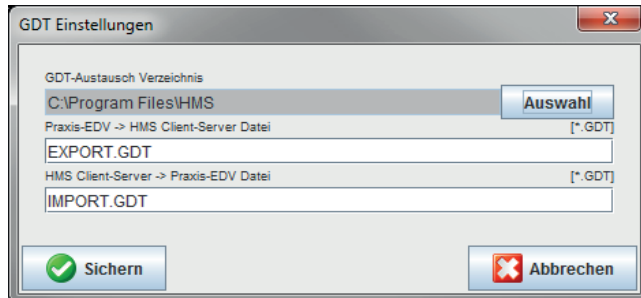 GDT Einstellungen
GDT-Austausch Verzeichnis
C:\Program Files\HMS Auswahl
Praxis-EDV -> HMS Client-Server Datei [*.GDT]
EXPORT.GDT
HMS Client-Server -> Praxis-EDV Datei [*.GDT]
IMPORT.GDT
Sichern Abbrechen